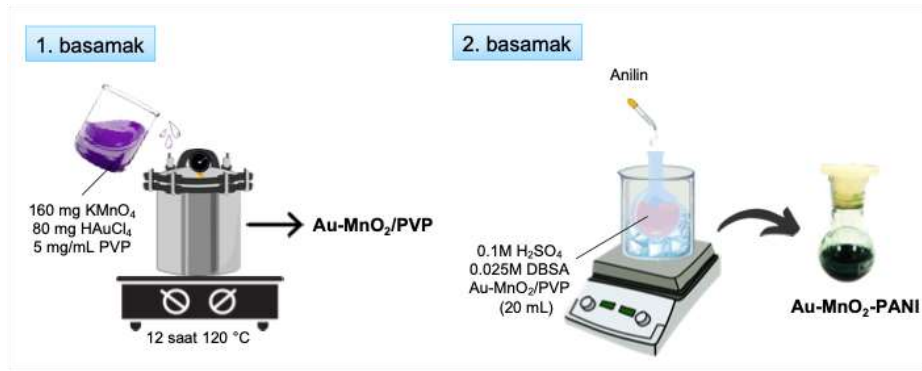 1. basamak
160 mg KMnO₄
80 mg HAuCl₄
5 mg/mL PVP
Au-MnO₂/PVP
12 saat 120 °C
2. basamak
Anilin
0.1M H₂SO₄
0.025M DBSA
Au-MnO₂/PVP
(20 mL)
Au-MnO₂-PANI